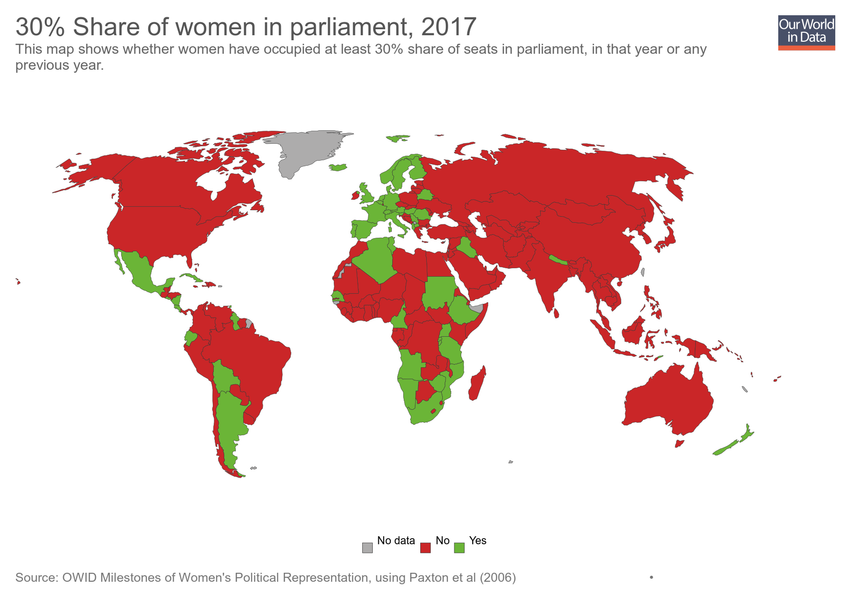 30% Share of women in parliament, 2017
This map shows whether women have occupied at least 30% share of seats in parliament, in that year or any
previous year.
Our World
in Data
No data
No
Yes
Source: OWID Milestones of Women's Political Representation, using Paxton et al (2006)